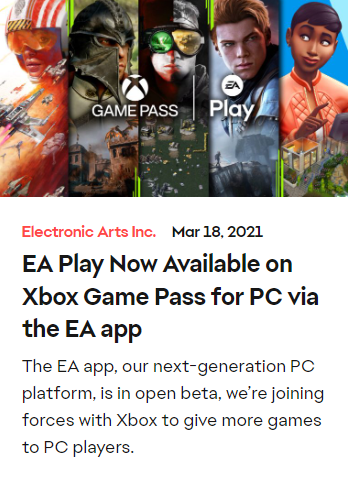 GAME PASS
EA
Play
Electronic Arts Inc. Mar 18, 2021
EA Play Now Available on
Xbox Game Pass for PC via
the EA app
The EA app, our next-generation PC
platform, is in open beta, we're joining
forces with Xbox to give more games
to PC players.